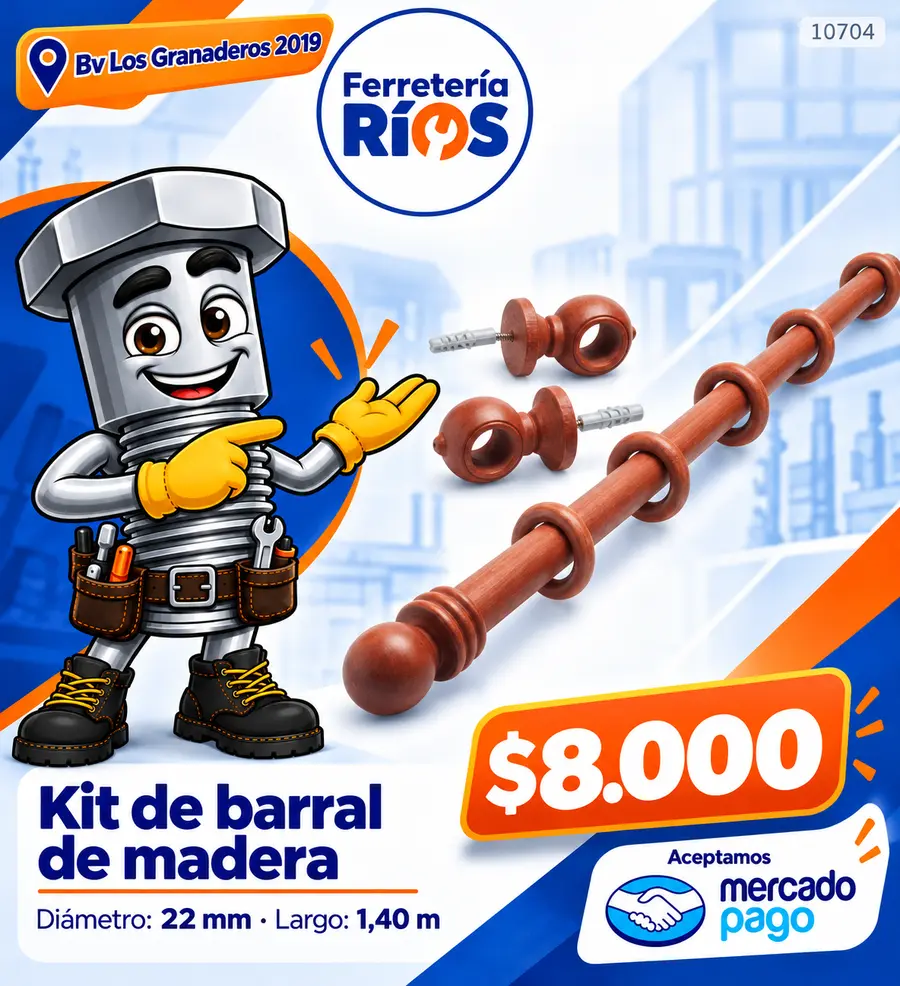 Bv Los Granaderos 2019
Ferretería
Ríos
10704
$8.000
Kit de barral
de madera
Diámetro: 22 mm · Largo: 1,40 m
Aceptamos
mercado
pago